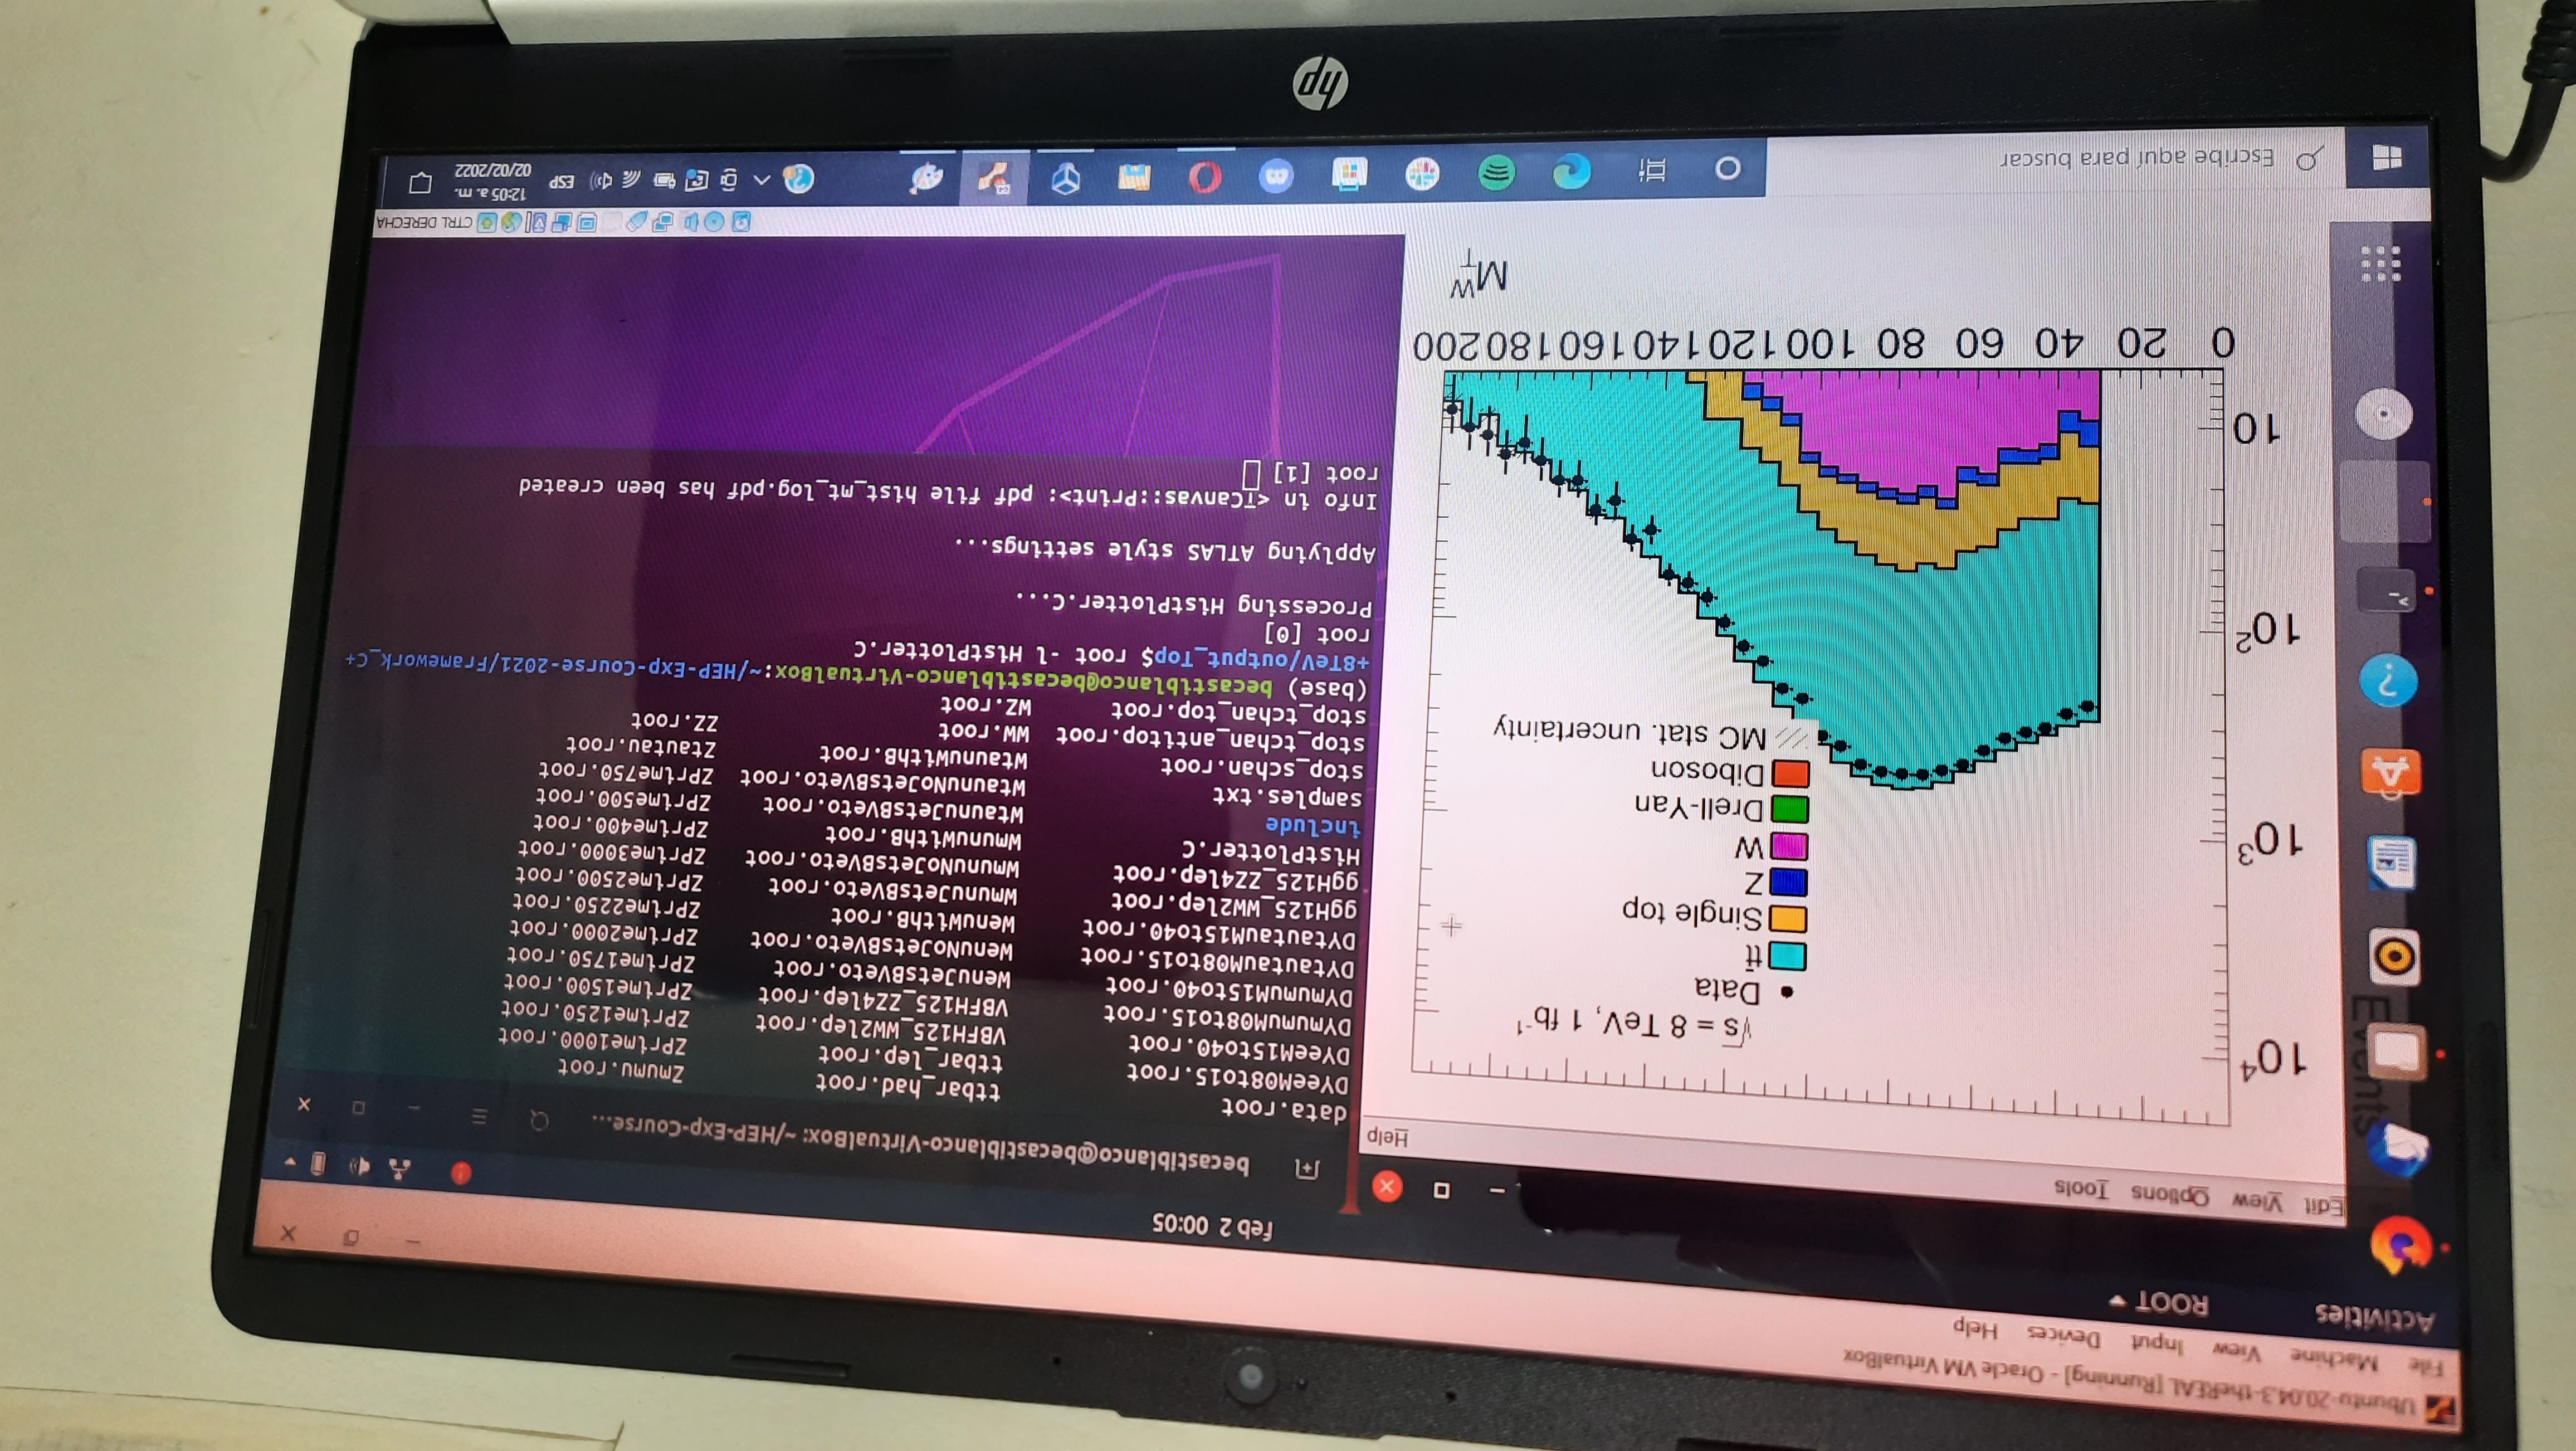 Ubuntu-20.04.3-theREAL [Running] - Oracle VM VirtualBox
File Machine View Input Devices Help
Activities ROOT feb 2 00:05
Edit View Options Tools
Help
Events
10⁴
10³
10²
10
√s = 8 TeV, 1 fb⁻¹
Data
tt̄
Single top
Z
W
Drell-Yan
Diboson
MC stat. uncertainty
0 20 40 60 80 100 120 140 160 180 200
M_T^W
becastiblanco@becastiblanco-VirtualBox: ~/HEP-Exp-Course...
data.root ttbar_had.root Zmumu.root
DYeeM08to15.root ttbar_lep.root ZPrime1000.root
DYeeM15to40.root VBFH125_WW2lep.root ZPrime1250.root
DYmumuM08to15.root VBFH125_ZZ4lep.root ZPrime1500.root
DYmumuM15to40.root WenuJetsBVeto.root ZPrime1750.root
DYtautauM08to15.root WenuNoJetsBVeto.root ZPrime2000.root
DYtautauM15to40.root WenuWithB.root ZPrime2250.root
ggH125_WW2lep.root WmunuJetsBVeto.root ZPrime2500.root
ggH125_ZZ4lep.root WmunuNoJetsBVeto.root ZPrime3000.root
HistPlotter.C WmunuWithB.root ZPrime400.root
include WtaunuJetsBVeto.root ZPrime500.root
samples.txt WtaunuNoJetsBVeto.root ZPrime750.root
stop_schan.root WtaunuWithB.root Ztautau.root
stop_tchan_antitop.root WW.root ZZ.root
stop_tchan_top.root WZ.root
(base) becastiblanco@becastiblanco-VirtualBox:~/HEP-Exp-Course-2021/Framework_C+
+8TeV/output_Top$ root -l HistPlotter.C
root [0]
Processing HistPlotter.C...
Applying ATLAS style settings...
Info in <TCanvas::Print>: pdf file hist_mt_log.pdf has been created
root [1]
CTRL DERECHA
Escribe aquí para buscar
ESP
12:05 a. m.
02/02/2022
hp